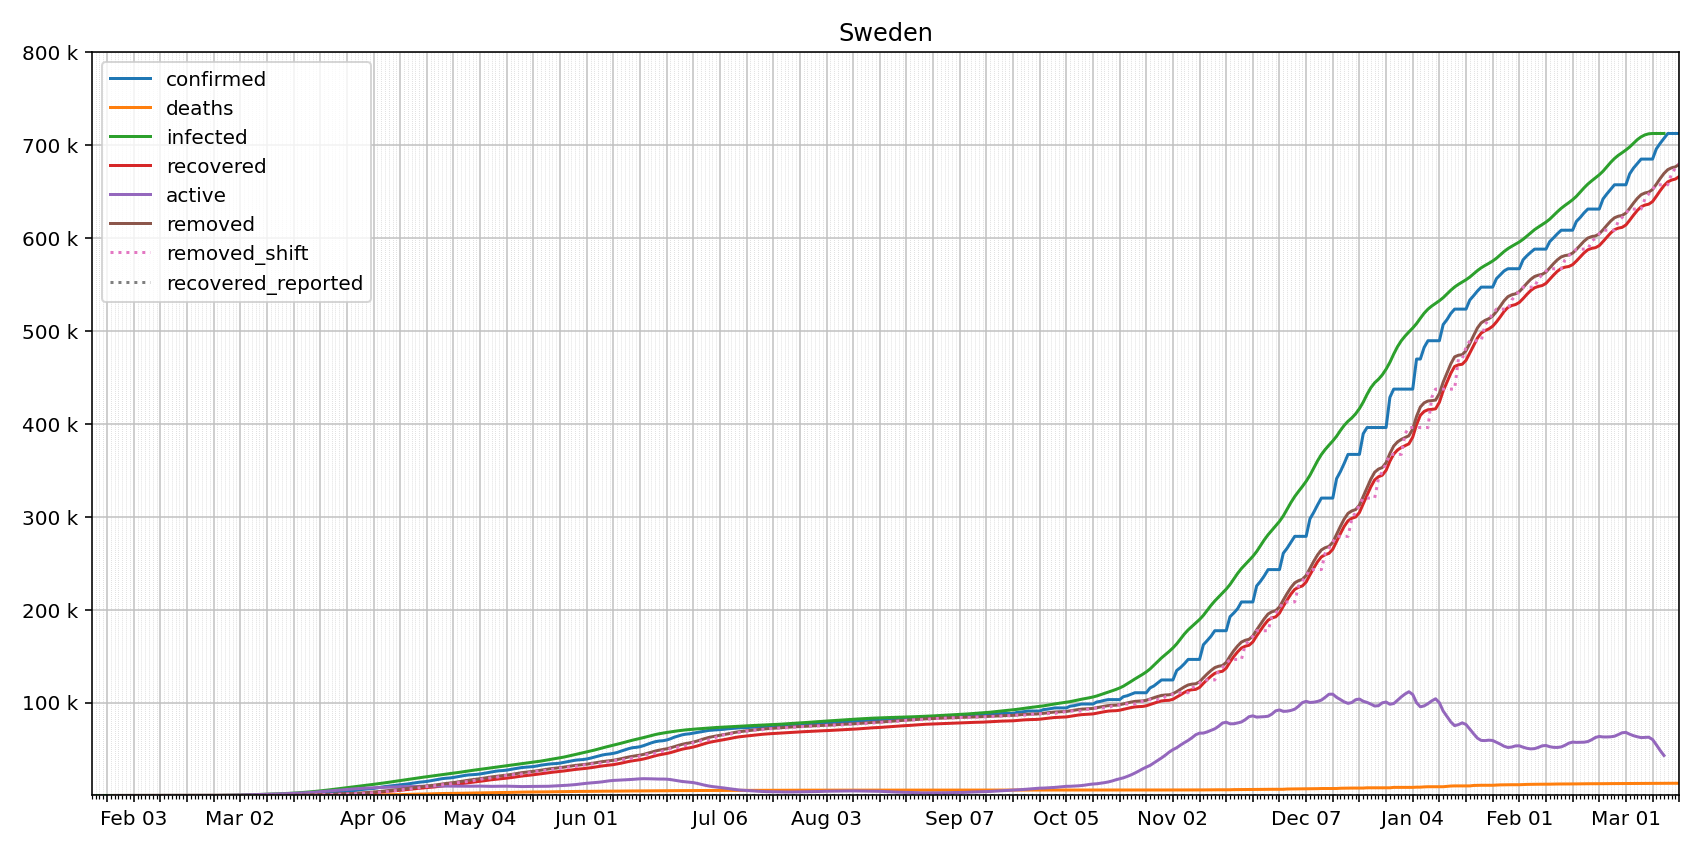 Sweden
800 k
700 k
600 k
500 k
400 k
300 k
200 k
100 k
confirmed
deaths
infected
recovered
active
removed
removed_shift
recovered_reported
Feb 03 Mar 02 Apr 06 May 04 Jun 01 Jul 06 Aug 03 Sep 07 Oct 05 Nov 02 Dec 07 Jan 04 Feb 01 Mar 01